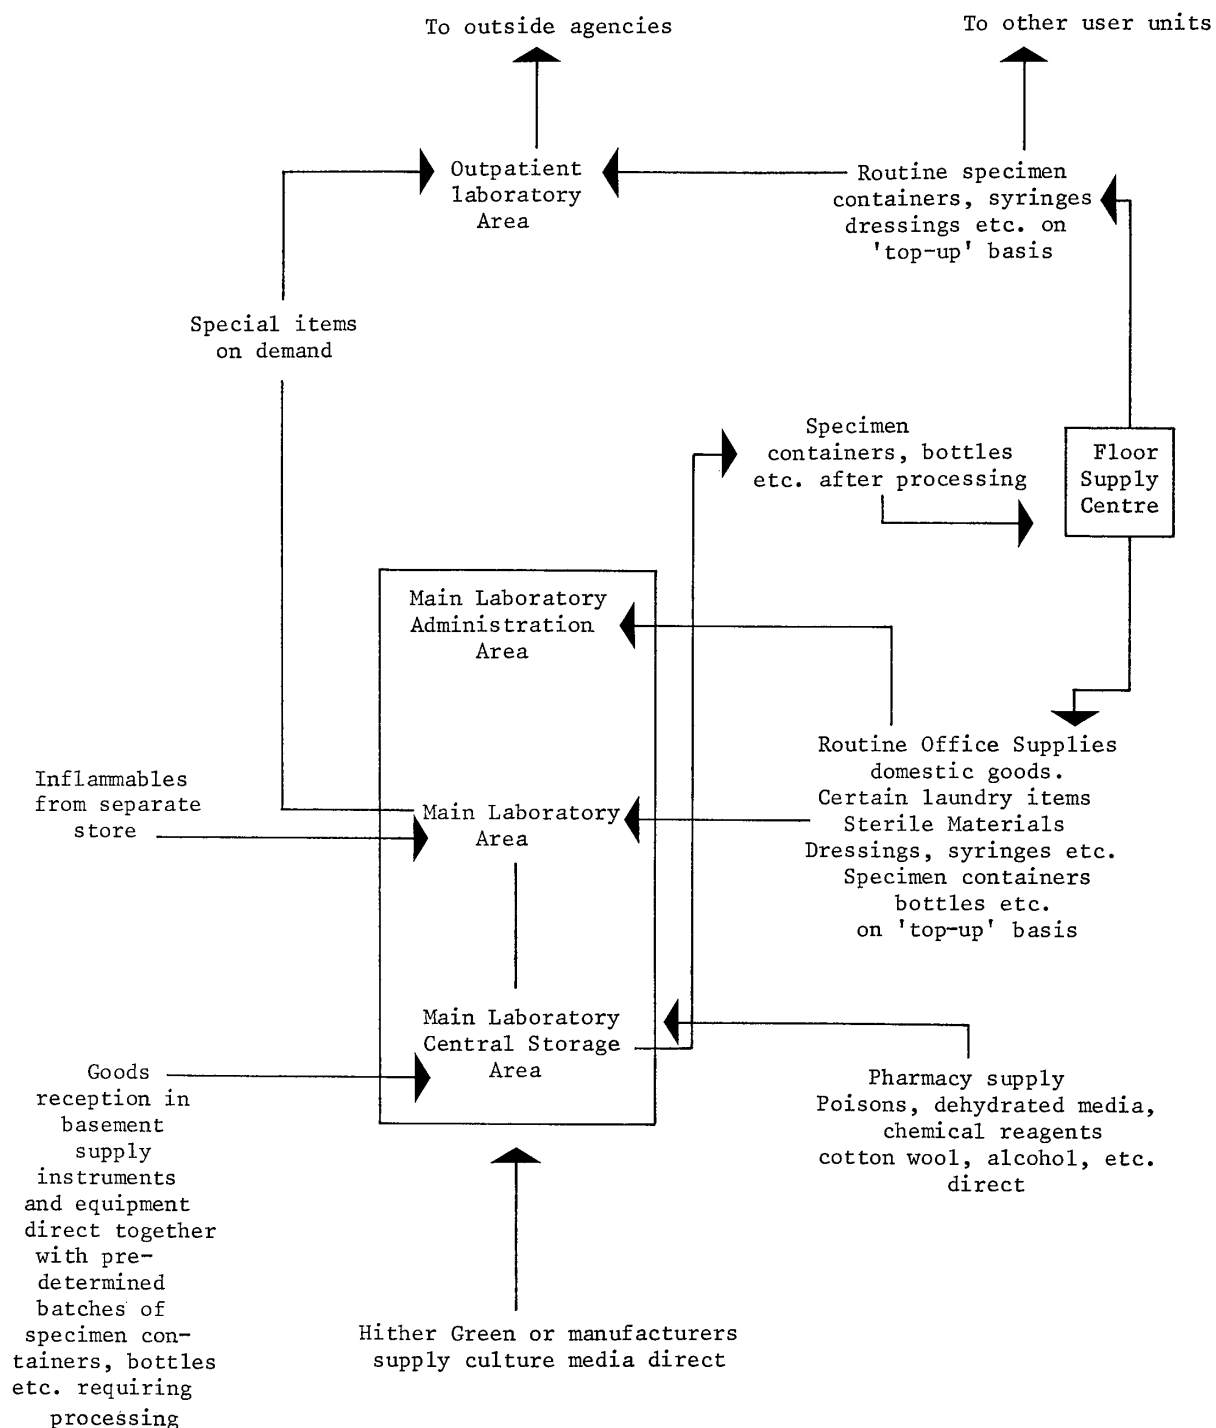 To outside agencies
To other user units
Outpatient
laboratory
Area
Routine specimen
containers, syringes
dressings etc. on
'top-up' basis
Special items
on demand
Specimen
containers, bottles
etc. after processing
Floor
Supply
Centre
Main Laboratory
Administration
Area
Routine Office Supplies
domestic goods.
Certain laundry items
Sterile Materials
Dressings, syringes etc.
Specimen containers
bottles etc.
on 'top-up' basis
Inflammables
from separate
store
Main Laboratory
Area
Main Laboratory
Central Storage
Area
Goods
reception in
basement
supply
instruments
and equipment
direct together
with pre-
determined
batches of
specimen con-
tainers, bottles
etc. requiring
processing
Pharmacy supply
Poisons, dehydrated media,
chemical reagents
cotton wool, alcohol, etc.
direct
Hither Green or manufacturers
supply culture media direct